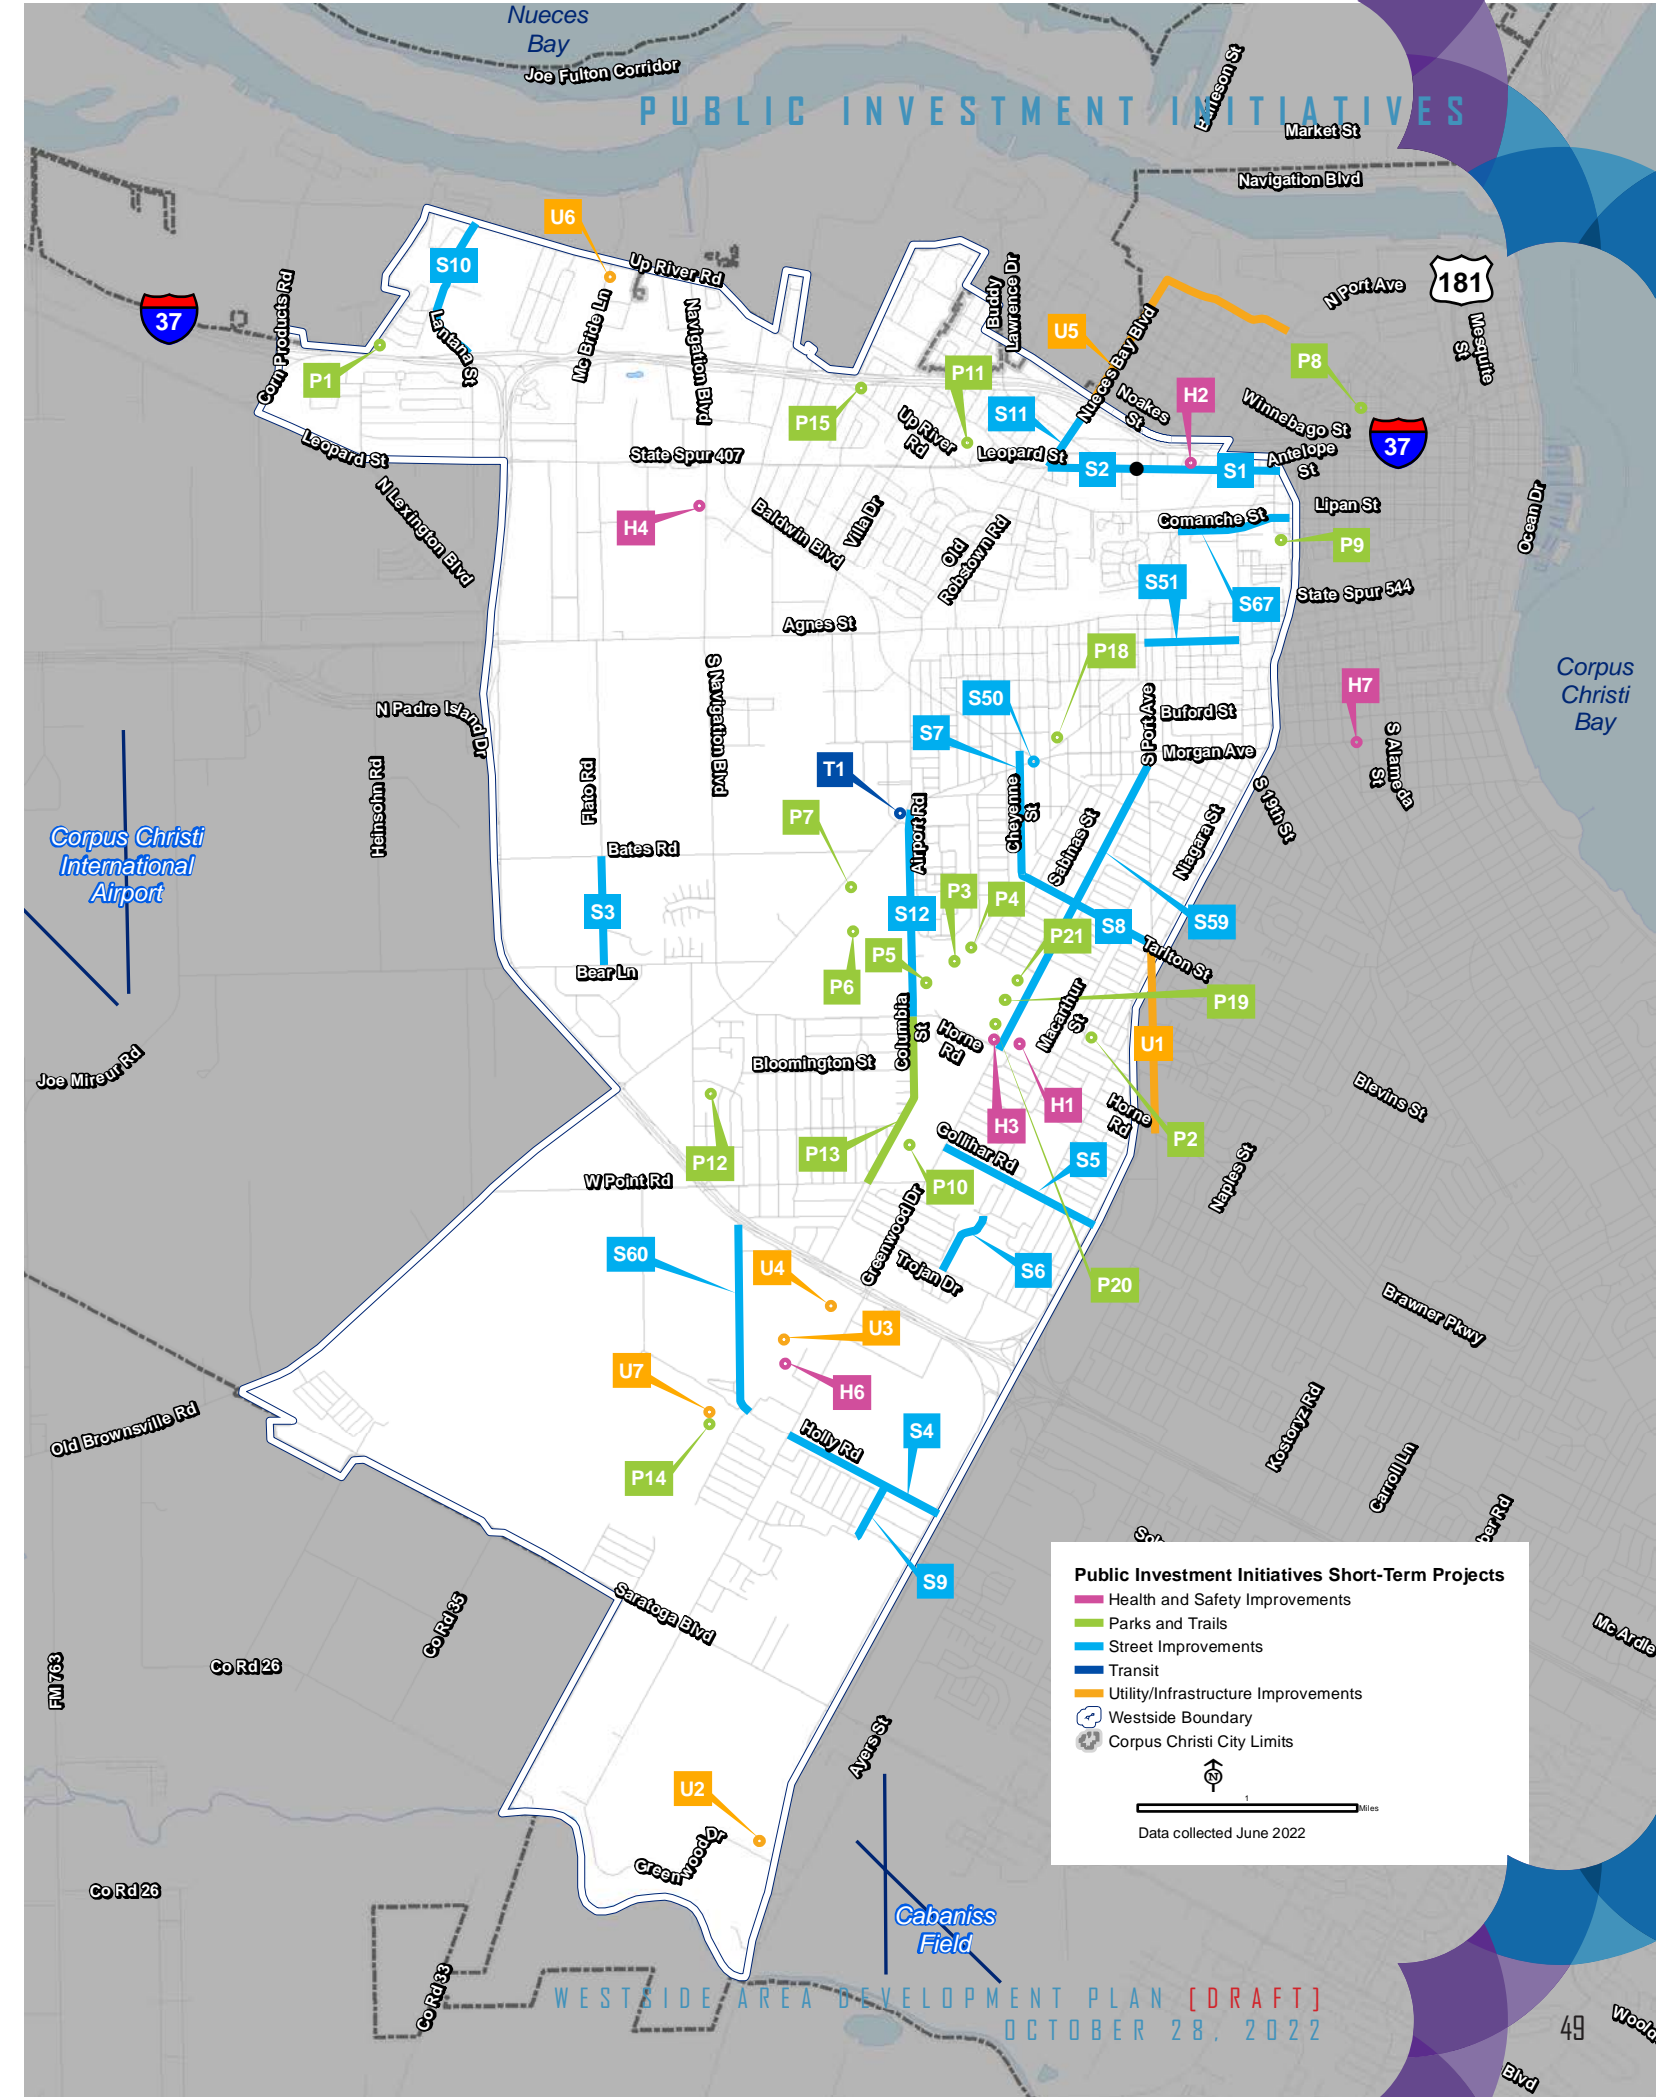 Nueces
Bay
Joe Fulton Corridor
PUBLIC INVESTMENT INITIATIVES
Burleson St
Market St
Navigation Blvd
U6
S10
Up River Rd
Buddy
Lawrence Dr
181
N Port Ave
37
Corn Products Rd
Lantana St
Mc Bride Ln
Navigation Blvd
U5
Nueces Bay Blvd
Mesquite
St
P1
P15
P11
S11
Noakes
St
H2
P8
Winnebago St
37
Up River
Rd
Leopard St
Leopard St
State Spur 407
S2
S1
Antelope
St
N Lexington Blvd
H4
Baldwin Blvd
Villa Dr
Old
Robstown Rd
Comanche St
Lipan St
Ocean Dr
P9
S51
S67
State Spur 544
Agnes St
P18
Corpus
Christi
Bay
H7
S Navigation Blvd
N Padre Island Dr
S50
S7
S Port Ave
Buford St
Morgan Ave
S Alameda
St
T1
Heinsohn Rd
Flato Rd
Airport Rd
Cheyenne
St
S 19th St
P7
Sabinas St
Niagara St
Corpus Christi
International
Airport
Bates Rd
P3
P4
S3
S12
S8
S59
P21
P5
Tarlton St
Bear Ln
P6
P19
Columbia
St
Horne
Rd
Macarthur
St
U1
Joe Mireur Rd
Bloomington St
Blevins St
H1
H3
Horne
Rd
P2
P12
P13
Gollihar Rd
S5
W Point Rd
P10
Naples St
Greenwood Dr
S60
U4
Trojan Dr
S6
P20
Brawner Pkwy
U3
U7
H6
Old Brownsville Rd
Holly Rd
S4
Kostoryz Rd
Carroll Ln
P14
ber Rd
S9
Saratoga Blvd
Co Rd 35
Co Rd 26
FM 763
Mc Ardle
Public Investment Initiatives Short-Term Projects
Health and Safety Improvements
Parks and Trails
Street Improvements
Transit
Utility/Infrastructure Improvements
Westside Boundary
Corpus Christi City Limits
N
1
Miles
Data collected June 2022
Ayers St
U2
Greenwood Dr
Co Rd 26
Cabaniss
Field
Co Rd 33
WESTSIDE AREA DEVELOPMENT PLAN [DRAFT]
OCTOBER 28, 2022
49
Blvd